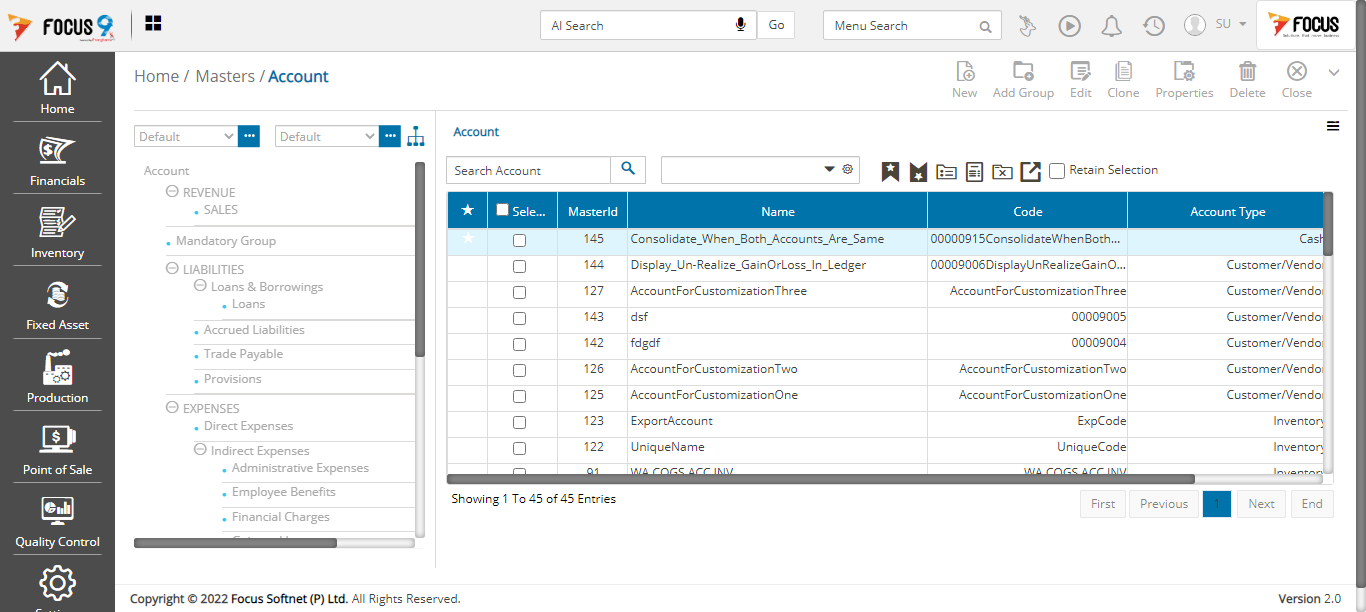 FOCUS 9
AI Search
Go
Menu Search
SU
FOCUS
Home / Masters / Account
New
Add Group
Edit
Clone
Properties
Delete
Close
Home
Financials
Inventory
Fixed Asset
Production
Point of Sale
Quality Control
Default
Default
Account
REVENUE
SALES
Mandatory Group
LIABILITIES
Loans & Borrowings
Loans
Accrued Liabilities
Trade Payable
Provisions
EXPENSES
Direct Expenses
Indirect Expenses
Administrative Expenses
Employee Benefits
Financial Charges
Account
Search Account
Retain Selection
Sele... MasterId Name Code Account Type
145 Consolidate_When_Both_Accounts_Are_Same 00000915ConsolidateWhenBoth... Cash
144 Display_Un-Realize_GainOrLoss_In_Ledger 00009006DisplayUnRealizeGainO... Customer/Vendo
127 AccountForCustomizationThree AccountForCustomizationThree Customer/Vendo
143 dsf 00009005 Customer/Vendo
142 fdgdf 00009004 Customer/Vendo
126 AccountForCustomizationTwo AccountForCustomizationTwo Customer/Vendo
125 AccountForCustomizationOne AccountForCustomizationOne Customer/Vendo
123 ExportAccount ExpCode Inventory
122 UniqueName UniqueCode Inventory
91 WA COGS ACC INV WA COGS ACC INV Inventory
Showing 1 To 45 of 45 Entries
First
Previous
1
Next
End
Copyright © 2022 Focus Softnet (P) Ltd. All Rights Reserved.
Version 2.0